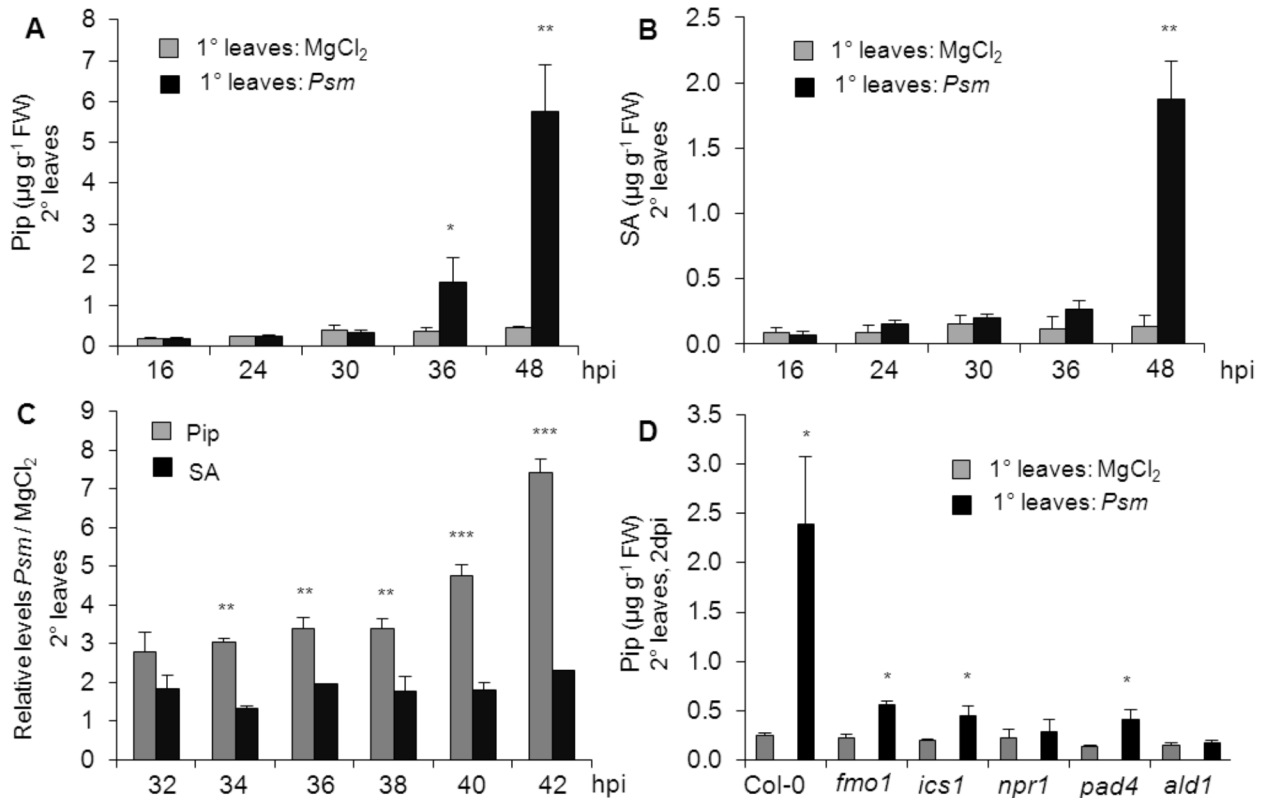 A
Pip (µg g-1 FW)
2° leaves
8
7
6
5
4
3
2
1
0
1° leaves: MgCl2
1° leaves: Psm
*
**
16 24 30 36 48 hpi
B
SA (µg g-1 FW)
2° leaves
2.5
2.0
1.5
1.0
0.5
0.0
1° leaves: MgCl2
1° leaves: Psm
**
16 24 30 36 48 hpi
C
Relative levels Psm / MgCl2
2° leaves
9
8
7
6
5
4
3
2
1
0
Pip
SA
** ** ** *** ***
32 34 36 38 40 42 hpi
D
Pip (µg g-1 FW)
2° leaves, 2dpi
3.5
3.0
2.5
2.0
1.5
1.0
0.5
0.0
1° leaves: MgCl2
1° leaves: Psm
* * * *
Col-0 fmo1 ics1 npr1 pad4 ald1